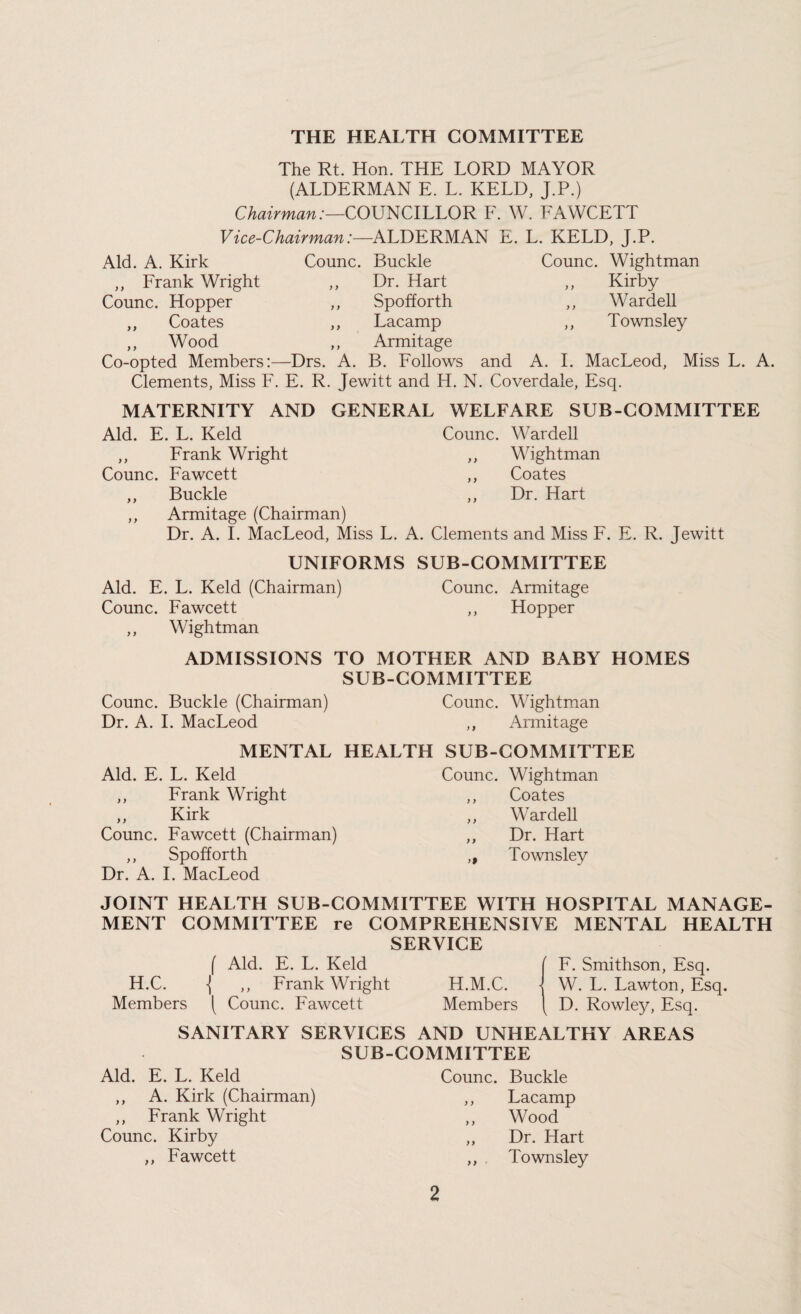 THE HEALTH COMMITTEE
The Rt. Hon. THE LORD MAYOR
(ALDERMAN E. L. KELD, J.P.)
Chairman:—COUNCILLOR F. W. FAWCETT
Vice-Chairman:—ALDERMAN E. L. KELD, J.P.
Ald. A. Kirk Counc. Buckle Counc. Wightman
,, Frank Wright ,, Dr. Hart ,, Kirby
Counc. Hopper ,, Spofforth ,, Wardell
,, Coates ,, Lacamp ,, Townsley
,, Wood ,, Armitage
Co-opted Members:—Drs. A. B. Follows and A. I. MacLeod, Miss L. A.
Clements, Miss F. E. R. Jewitt and H. N. Coverdale, Esq.
MATERNITY AND GENERAL WELFARE SUB-COMMITTEE
Ald. E. L. Keld Counc. Wardell
,, Frank Wright ,, Wightman
Counc. Fawcett ,, Coates
,, Buckle ,, Dr. Hart
,, Armitage (Chairman)
Dr. A. I. MacLeod, Miss L. A. Clements and Miss F. E. R. Jewitt
UNIFORMS SUB-COMMITTEE
Ald. E. L. Keld (Chairman) Counc. Armitage
Counc. Fawcett ,, Hopper
,, Wightman
ADMISSIONS TO MOTHER AND BABY HOMES
SUB-COMMITTEE
Counc. Buckle (Chairman) Counc. Wightman
Dr. A. I. MacLeod ,, Armitage
MENTAL HEALTH SUB-COMMITTEE
Ald. E. L. Keld Counc. Wightman
,, Frank Wright ,, Coates
,, Kirk ,, Wardell
Counc. Fawcett (Chairman) ,, Dr. Hart
,, Spofforth ,, Townsley
Dr. A. I. MacLeod
JOINT HEALTH SUB-COMMITTEE WITH HOSPITAL MANAGE-
MENT COMMITTEE re COMPREHENSIVE MENTAL HEALTH
SERVICE
{ Ald. E. L. Keld { F. Smithson, Esq.
H.C. { ,, Frank Wright H.M.C. { W. L. Lawton, Esq.
Members { Counc. Fawcett Members { D. Rowley, Esq.
SANITARY SERVICES AND UNHEALTHY AREAS
SUB-COMMITTEE
Ald. E. L. Keld Counc. Buckle
,, A. Kirk (Chairman) ,, Lacamp
,, Frank Wright ,, Wood
Counc. Kirby ,, Dr. Hart
,, Fawcett ,, Townsley
2